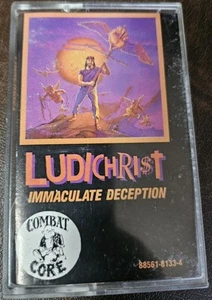 LUDICHRI$T
IMMACULATE DECEPTION
COMBAT
CORE
88561-8133-4